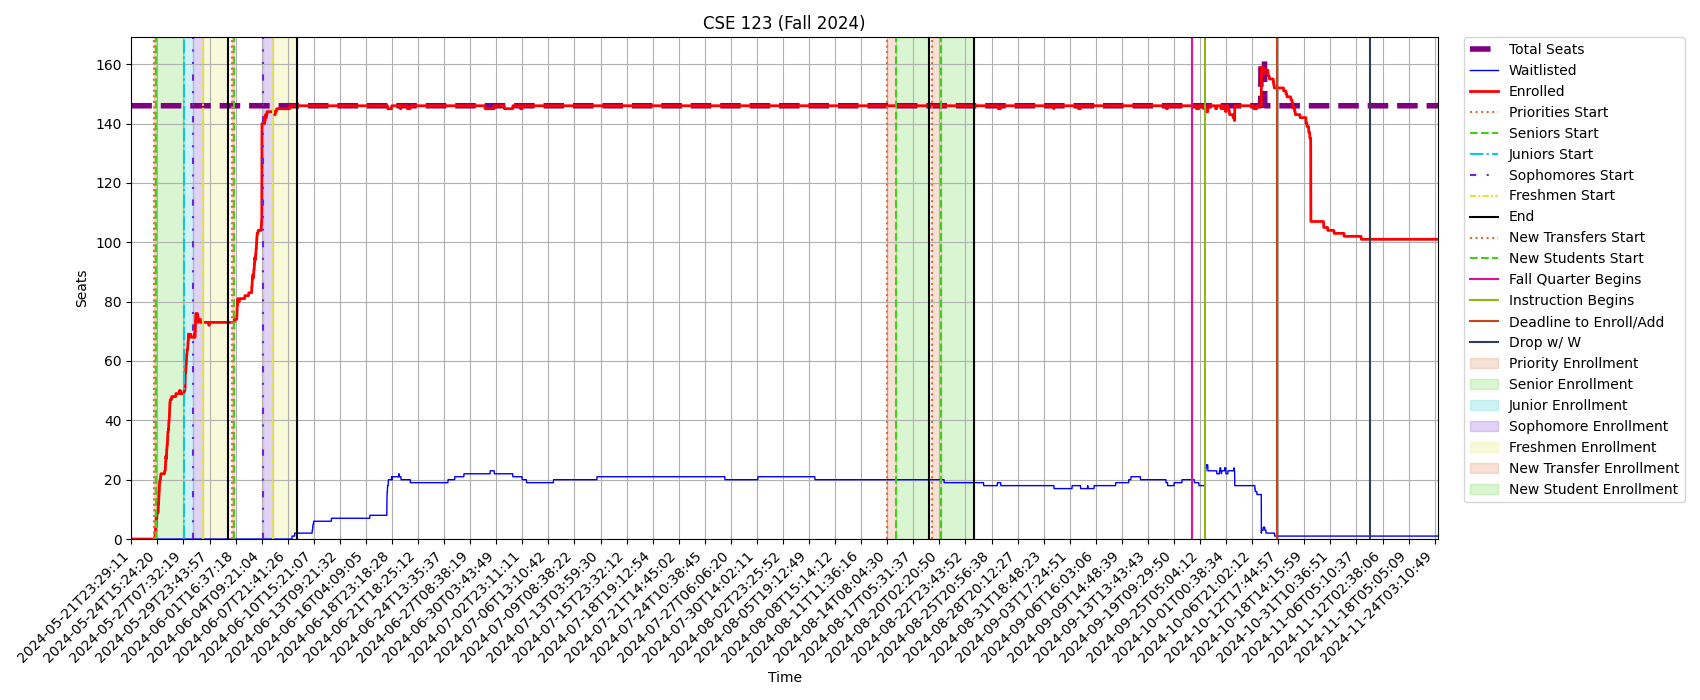 CSE 123 (Fall 2024)
Seats
160
140
120
100
80
60
40
20
0
2024-05-21T23:29:11
2024-05-24T15:24:20
2024-05-27T07:32:19
2024-05-29T23:43:57
2024-06-01T16:37:18
2024-06-04T09:21:04
2024-06-07T21:41:26
2024-06-10T15:21:07
2024-06-13T09:21:32
2024-06-16T04:09:05
2024-06-18T23:18:28
2024-06-21T18:25:12
2024-06-24T13:35:37
2024-06-27T08:38:19
2024-06-30T03:43:49
2024-07-02T23:11:11
2024-07-06T13:10:42
2024-07-09T08:38:22
2024-07-13T03:59:30
2024-07-15T23:32:12
2024-07-18T19:12:54
2024-07-21T14:45:02
2024-07-24T10:38:45
2024-07-27T06:06:20
2024-07-30T14:02:11
2024-08-02T23:25:52
2024-08-05T19:12:49
2024-08-08T15:14:12
2024-08-11T11:36:16
2024-08-14T08:04:30
2024-08-17T05:31:37
2024-08-20T02:20:50
2024-08-22T23:43:52
2024-08-25T20:56:38
2024-08-28T20:12:27
2024-08-31T18:48:23
2024-09-03T17:24:51
2024-09-06T16:03:06
2024-09-09T14:48:39
2024-09-13T13:43:43
2024-09-19T09:29:50
2024-09-25T05:04:12
2024-10-01T00:38:34
2024-10-06T21:02:12
2024-10-12T17:44:57
2024-10-18T14:15:59
2024-10-31T10:36:51
2024-11-06T05:10:37
2024-11-12T02:38:06
2024-11-18T05:05:09
2024-11-24T03:10:49
Time
Total Seats
Waitlisted
Enrolled
Priorities Start
Seniors Start
Juniors Start
Sophomores Start
Freshmen Start
End
New Transfers Start
New Students Start
Fall Quarter Begins
Instruction Begins
Deadline to Enroll/Add
Drop w/ W
Priority Enrollment
Senior Enrollment
Junior Enrollment
Sophomore Enrollment
Freshmen Enrollment
New Transfer Enrollment
New Student Enrollment